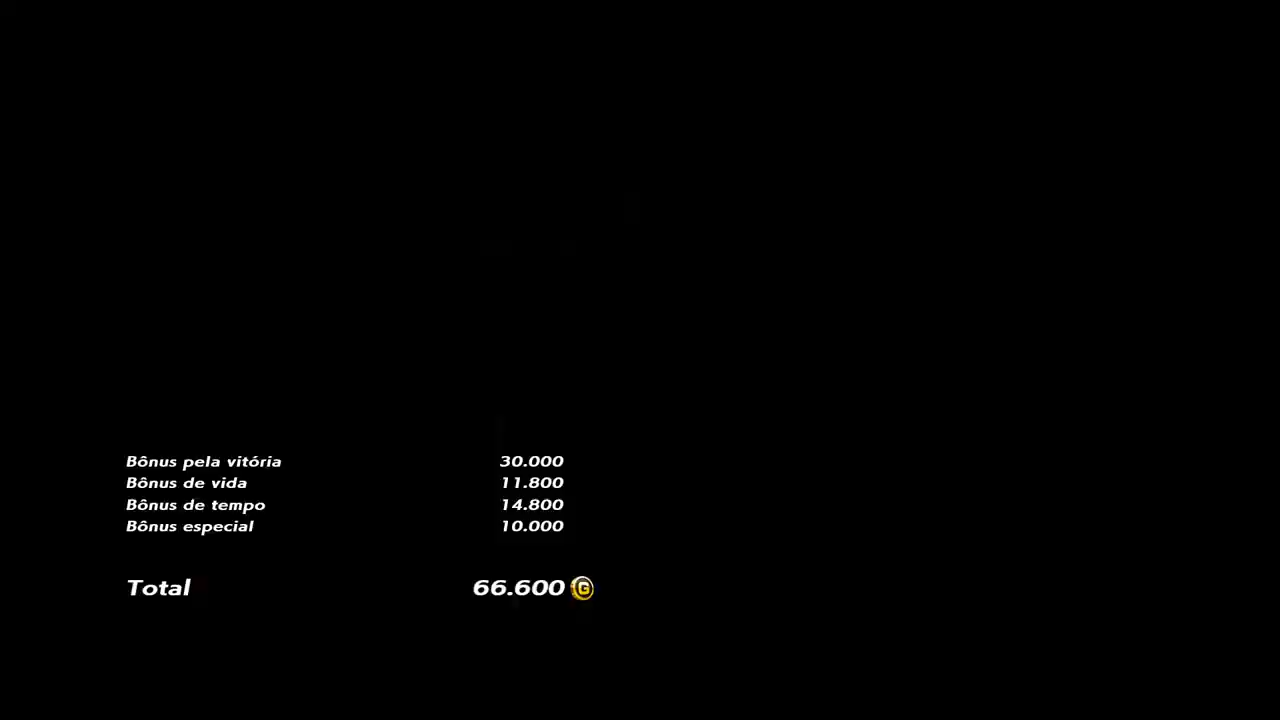 Bônus pela vitória 30.000
Bônus de vida 11.800
Bônus de tempo 14.800
Bônus especial 10.000
Total 66.600 G